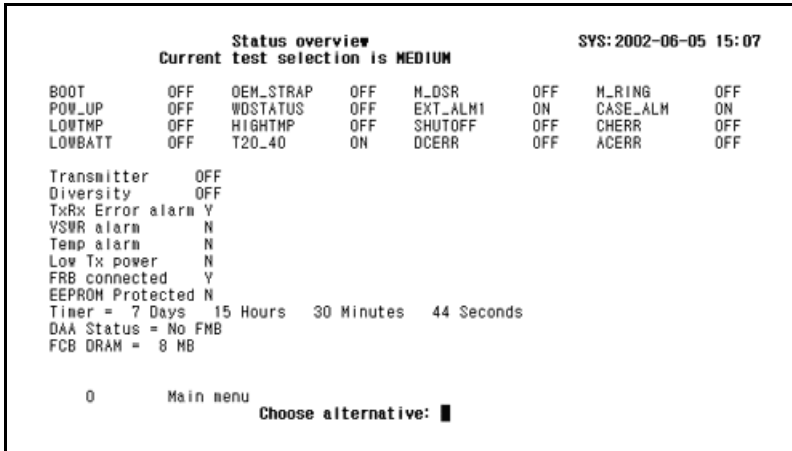 Status overview SYS:2002-06-05 15:07
Current test selection is MEDIUM
BOOT OFF OEM_STRAP OFF M_DSR OFF M_RING OFF
POW_UP OFF WDSTATUS OFF EXT_ALM1 ON CASE_ALM ON
LOWTMP OFF HIGHTMP OFF SHUTOFF OFF CHERR OFF
LOWBATT OFF T20_40 ON DCERR OFF ACERR OFF
Transmitter OFF
Diversity OFF
TxRx Error alarm Y
VSWR alarm N
Temp alarm N
Low Tx power N
FRB connected Y
EEPROM Protected N
Timer = 7 Days 15 Hours 30 Minutes 44 Seconds
DAA Status = No FMB
FCB DRAM = 8 MB
0 Main menu
Choose alternative: